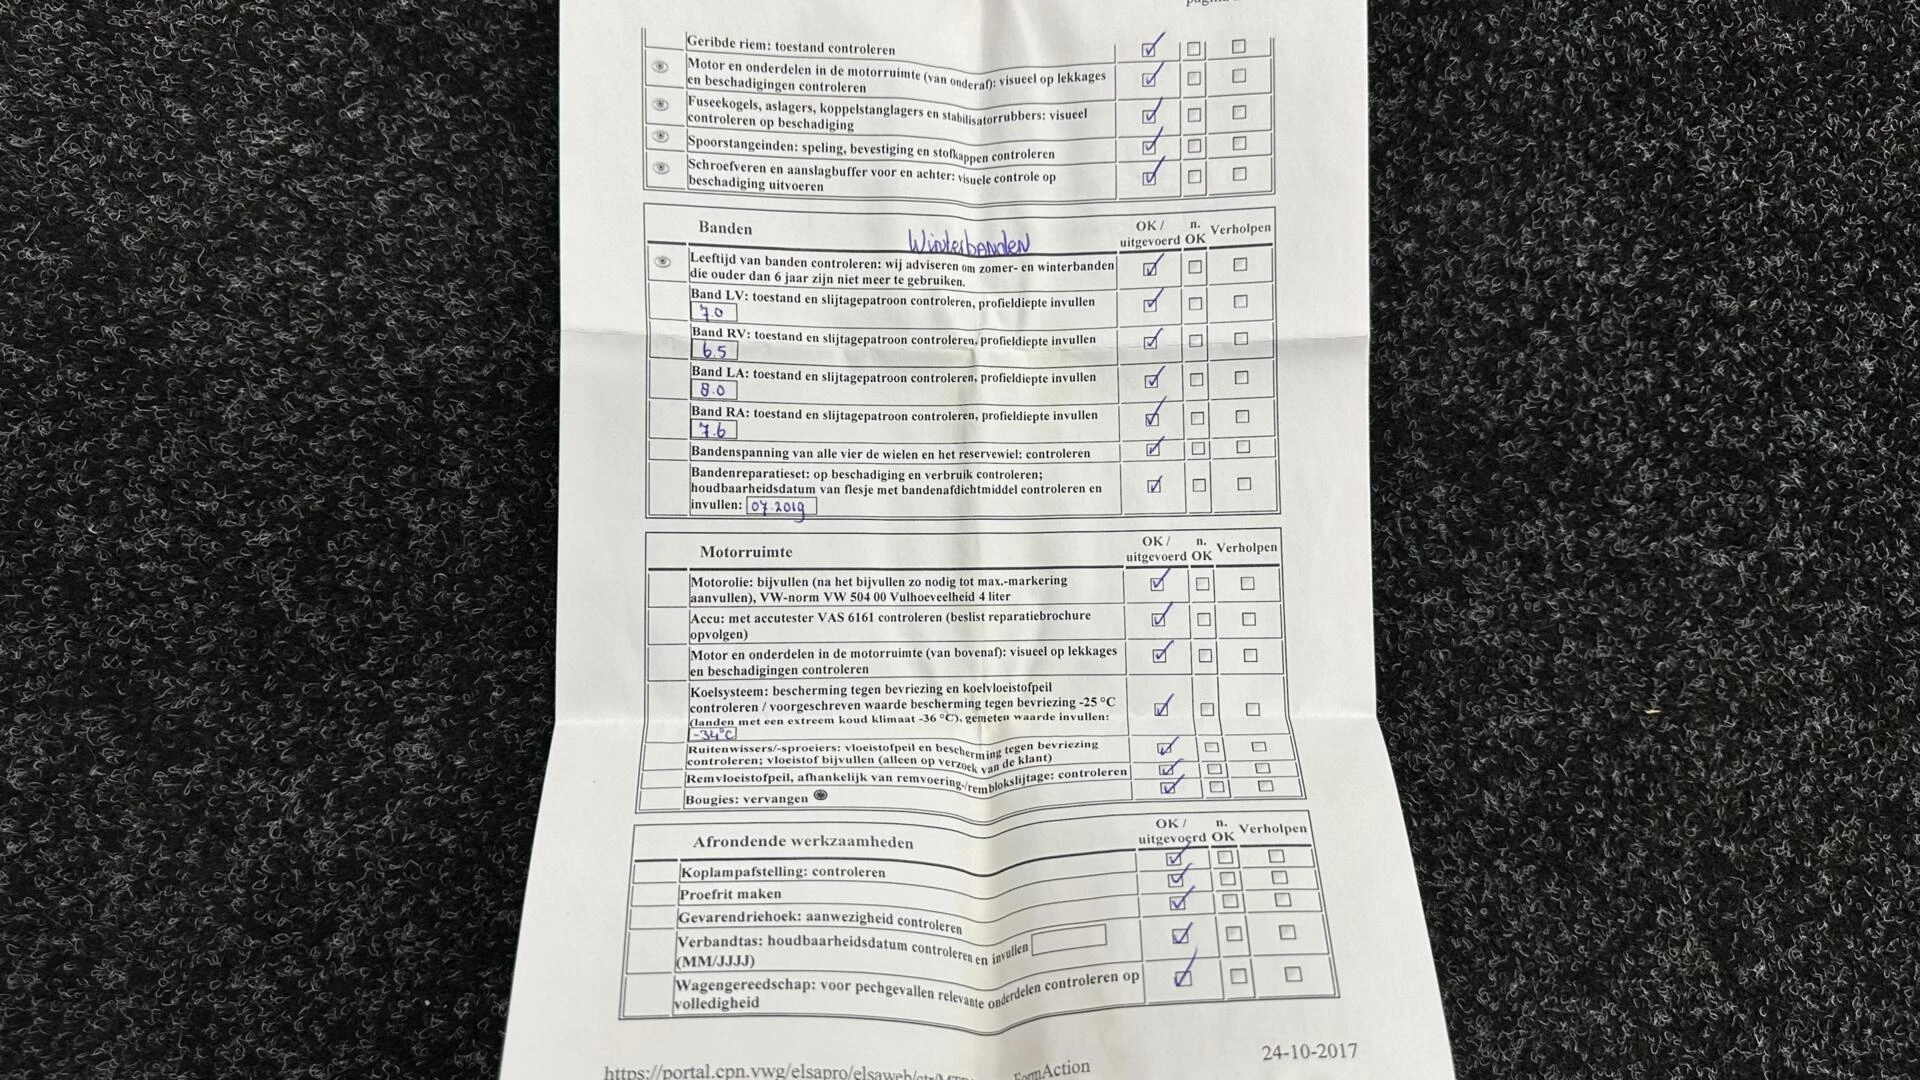 Geribde riem: toestand controleren
Motor en onderdelen in de motorruimte (van onderaf): visueel op lekkages
en beschadigingen controleren
Fuseekogels, aslagers, koppelstanglagers en stabilisatorrubbers: visueel
controleren op beschadiging
Spoorstangeinden: speling, bevestiging en stofkappen controleren
Schroefveren en aanslagbuffer voor en achter: visuele controle op
beschadiging uitvoeren
Banden
Winterbanden
OK / uitgevoerd
n. OK
Verholpen
Leeftijd van banden controleren: wij adviseren om zomer- en winterbanden
die ouder dan 6 jaar zijn niet meer te gebruiken.
Band LV: toestand en slijtagepatroon controleren, profieldiepte invullen
7.0
Band RV: toestand en slijtagepatroon controleren, profieldiepte invullen
6.5
Band LA: toestand en slijtagepatroon controleren, profieldiepte invullen
8.0
Band RA: toestand en slijtagepatroon controleren, profieldiepte invullen
7.6
Bandenspanning van alle vier de wielen en het reservewiel: controleren
Bandenreparatieset: op beschadiging en verbruik controleren;
houdbaarheidsdatum van flesje met bandenafdichtmiddel controleren en
invullen: 07.2019
Motorruimte
OK / uitgevoerd
n. OK
Verholpen
Motorolie: bijvullen (na het bijvullen zo nodig tot max.-markering
aanvullen), VW-norm VW 504 00 Vulhoeveelheid 4 liter
Accu: met accutester VAS 6161 controleren (beslist reparatiebrochure
opvolgen)
Motor en onderdelen in de motorruimte (van bovenaf): visueel op lekkages
en beschadigingen controleren
Koelsysteem: bescherming tegen bevriezing en koelvloeistofpeil
controleren / voorgeschreven waarde bescherming tegen bevriezing -25 °C
(landen met een extreem koud klimaat -36 °C), gemeten waarde invullen:
-34°C
Ruitenwissers/-sproeiers: vloeistofpeil en bescherming tegen bevriezing
controleren; vloeistof bijvullen (alleen op verzoek van de klant)
Remvloeistofpeil, afhankelijk van remvoering-/remblokslijtage: controleren
Bougies: vervangen
Afrondende werkzaamheden
OK / uitgevoerd
n. OK
Verholpen
Koplampafstelling: controleren
Proefrit maken
Gevarendriehoek: aanwezigheid controleren
Verbandtas: houdbaarheidsdatum controleren en invullen
(MM/JJJJ)
Wagengereedschap: voor pechgevallen relevante onderdelen controleren op
volledigheid
24-10-2017
https://portal.cpn.vwg/elsapro/elsaweb/ctr/
FormAction